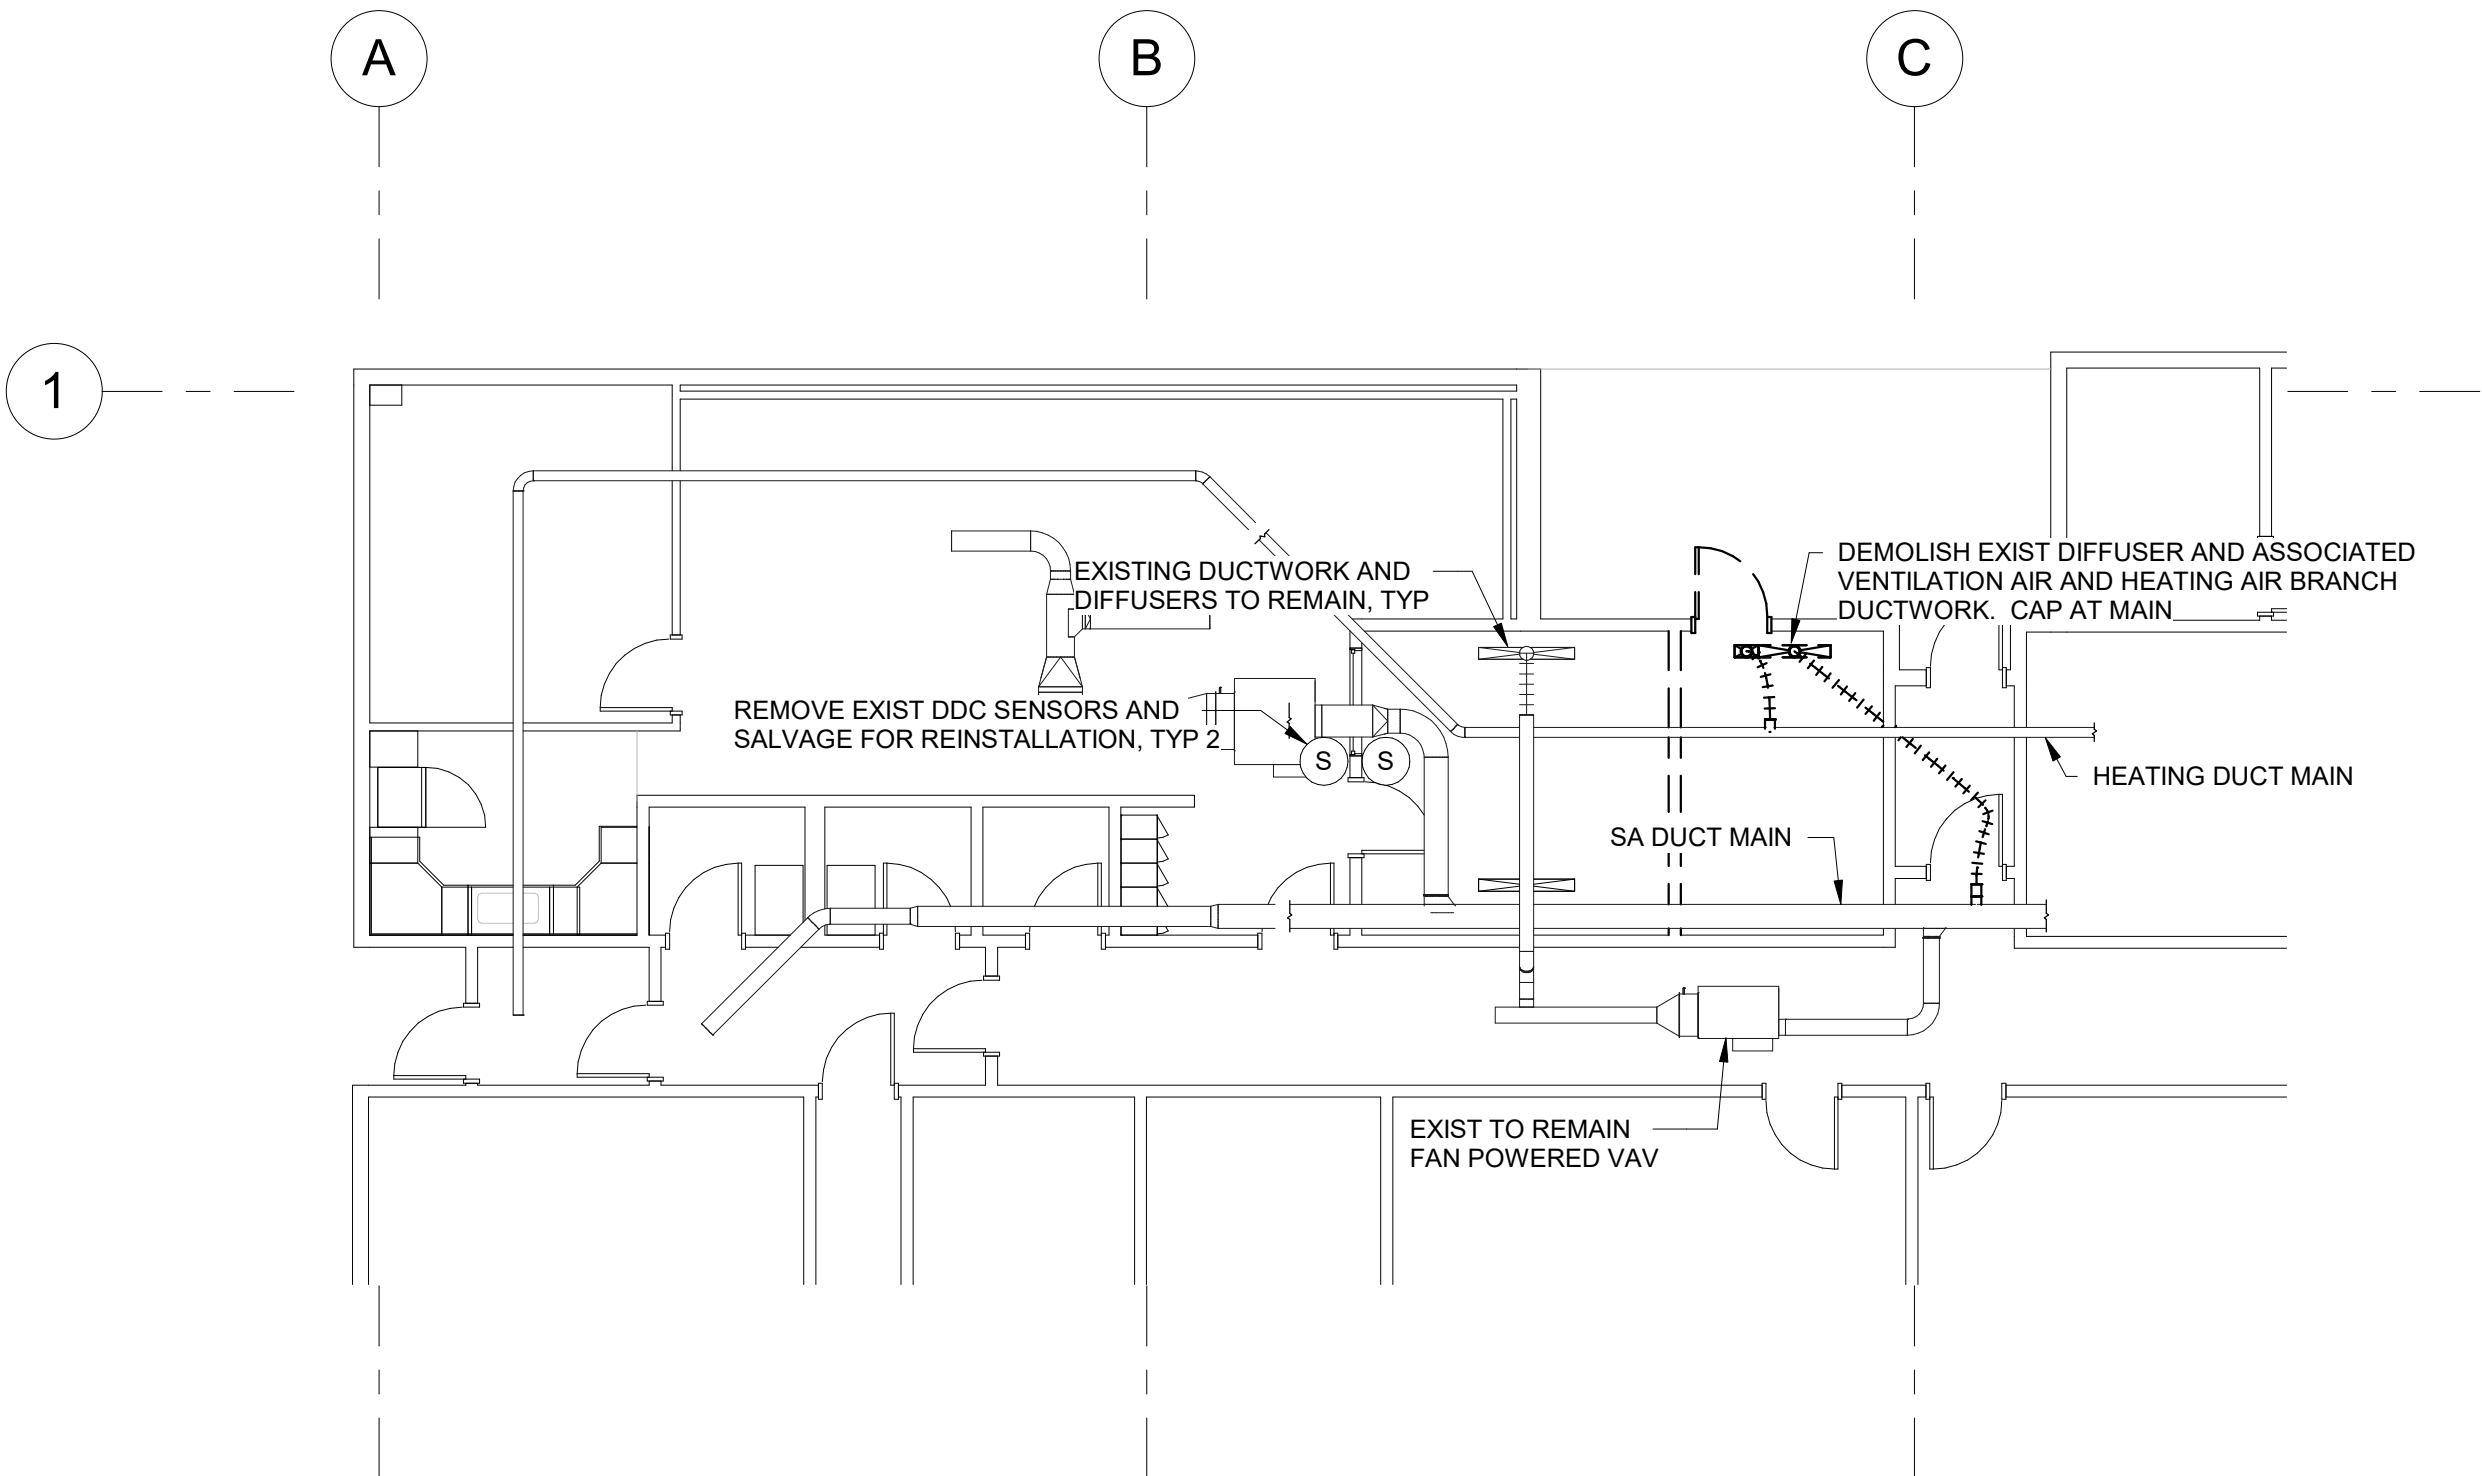 A
B
C
1
EXISTING DUCTWORK AND
DIFFUSERS TO REMAIN, TYP
DEMOLISH EXIST DIFFUSER AND ASSOCIATED
VENTILATION AIR AND HEATING AIR BRANCH
DUCTWORK.  CAP AT MAIN
REMOVE EXIST DDC SENSORS AND
SALVAGE FOR REINSTALLATION, TYP 2
S
S
HEATING DUCT MAIN
SA DUCT MAIN
EXIST TO REMAIN
FAN POWERED VAV